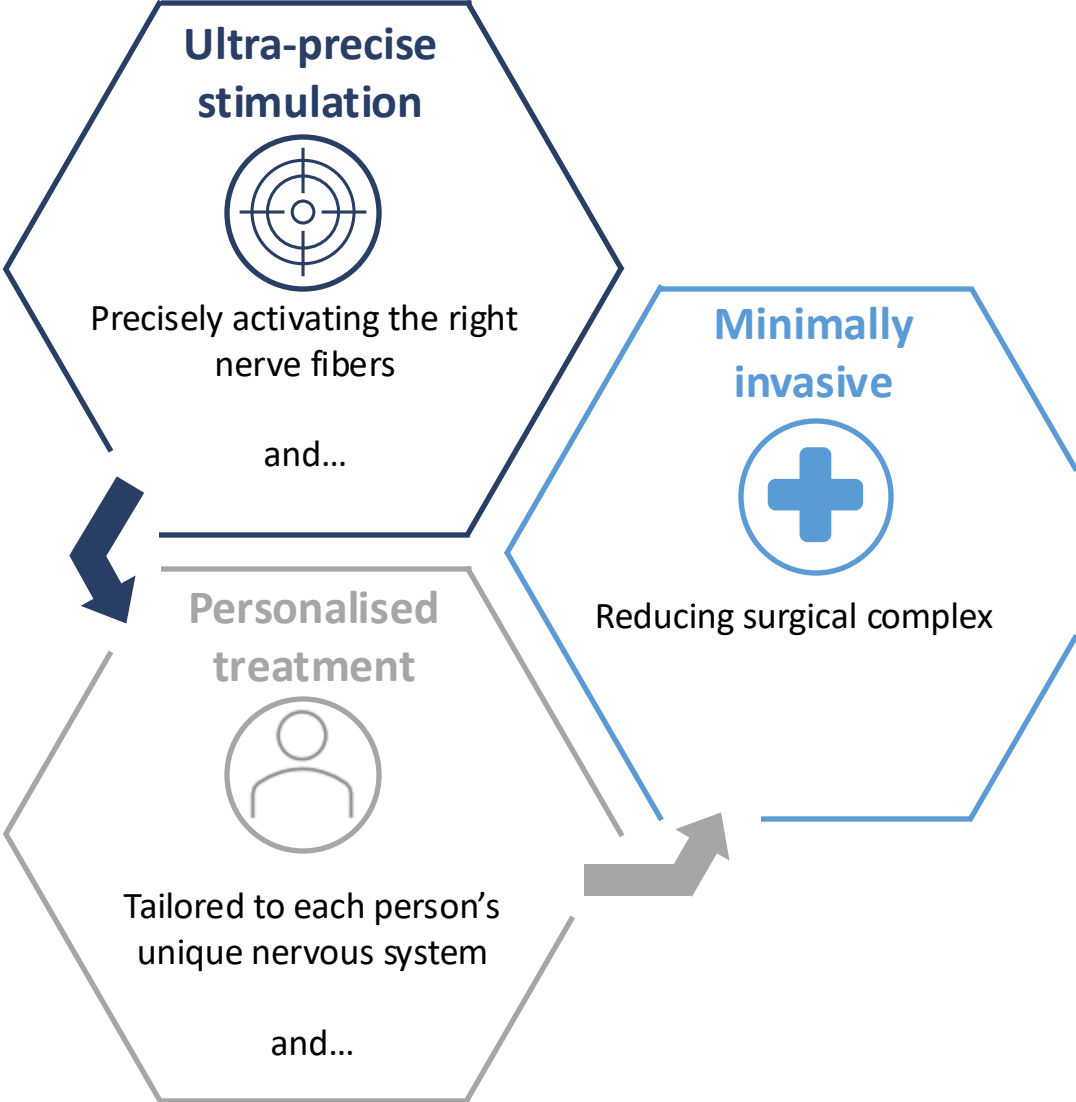 Ultra-precise
stimulation
Precisely activating the right
nerve fibers
and...
Personalised
treatment
Tailored to each person’s
unique nervous system
and...
Minimally
invasive
Reducing surgical complex